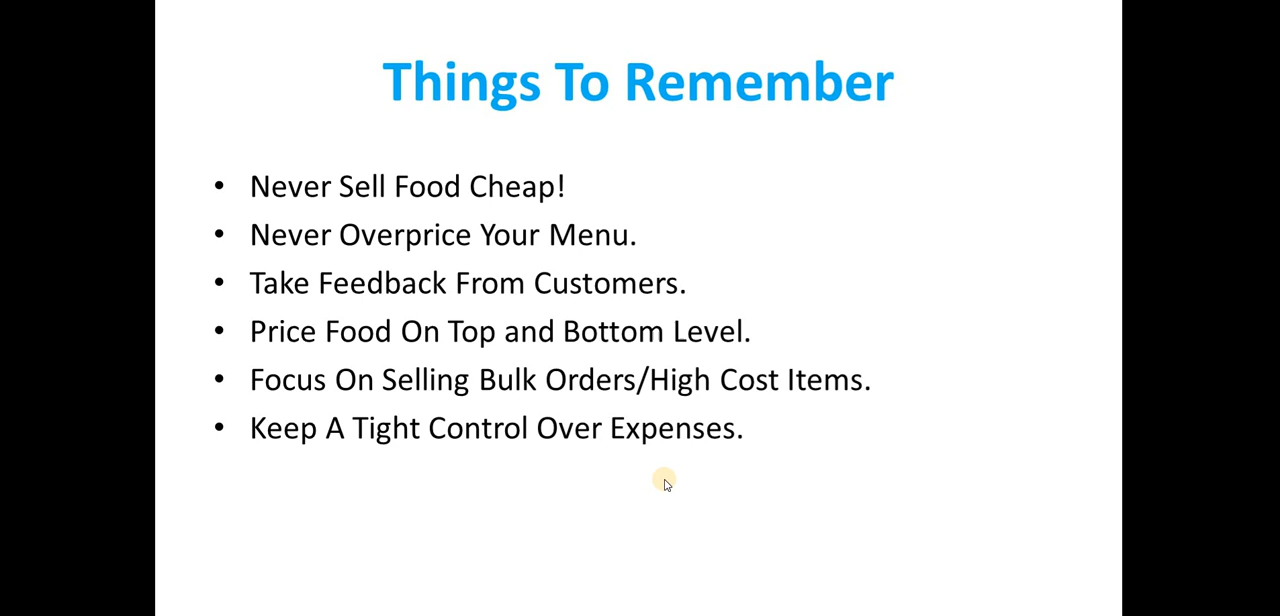 Things To Remember
• Never Sell Food Cheap!
• Never Overprice Your Menu.
• Take Feedback From Customers.
• Price Food On Top and Bottom Level.
• Focus On Selling Bulk Orders/High Cost Items.
• Keep A Tight Control Over Expenses.